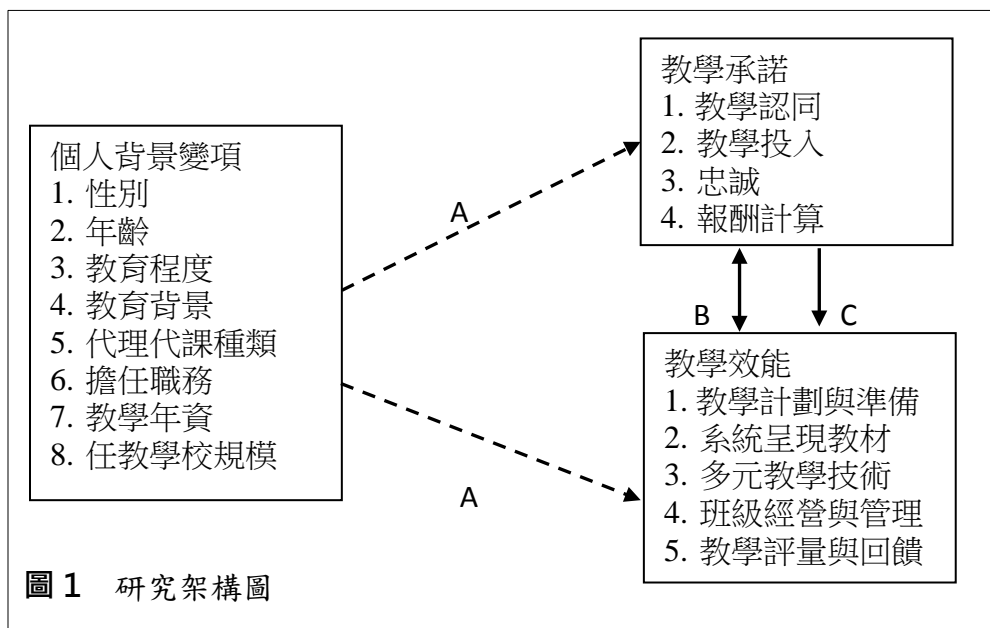 個人背景變項
1. 性別
2. 年齡
3. 教育程度
4. 教育背景
5. 代理代課種類
6. 擔任職務
7. 教學年資
8. 任教學校規模
A
A
教學承諾
1. 教學認同
2. 教學投入
3. 忠誠
4. 報酬計算
B
C
教學效能
1. 教學計劃與準備
2. 系統呈現教材
3. 多元教學技術
4. 班級經營與管理
5. 教學評量與回饋
圖 1 研究架構圖